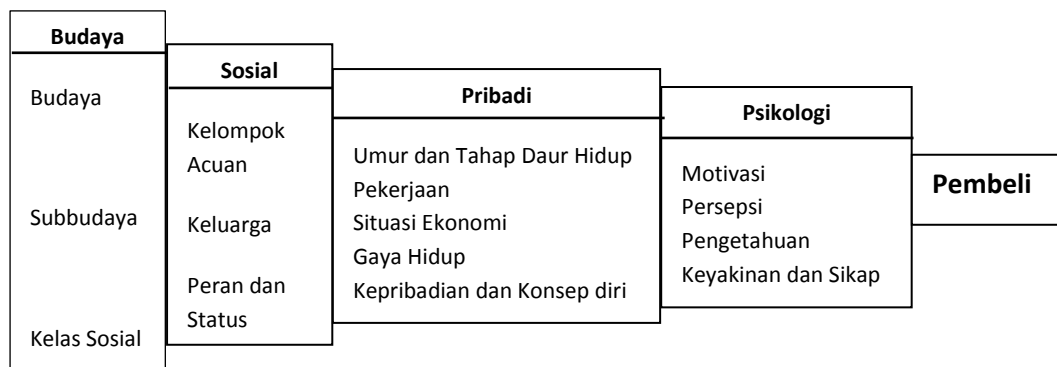 Budaya
Budaya
Subbudaya
Kelas Sosial
Sosial
Kelompok
Acuan
Keluarga
Peran dan
Status
Pribadi
Umur dan Tahap Daur Hidup
Pekerjaan
Situasi Ekonomi
Gaya Hidup
Kepribadian dan Konsep diri
Psikologi
Motivasi
Persepsi
Pengetahuan
Keyakinan dan Sikap
Pembeli